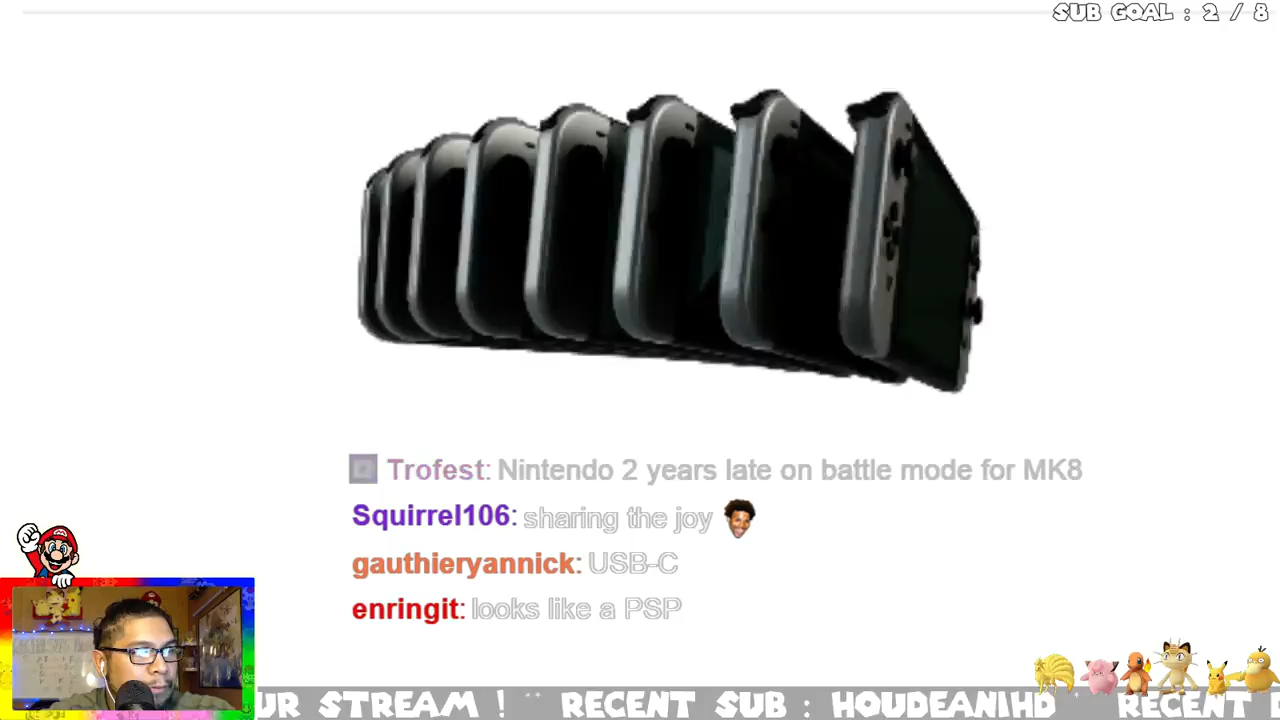 SUB GOAL : 2 / 8
Trofest: Nintendo 2 years late on battle mode for MK8
Squirrel106: sharing the joy
gauthieryannick: USB-C
enringit: looks like a PSP
UR STREAM ! RECENT SUB : HOUDEANIHD RECENT